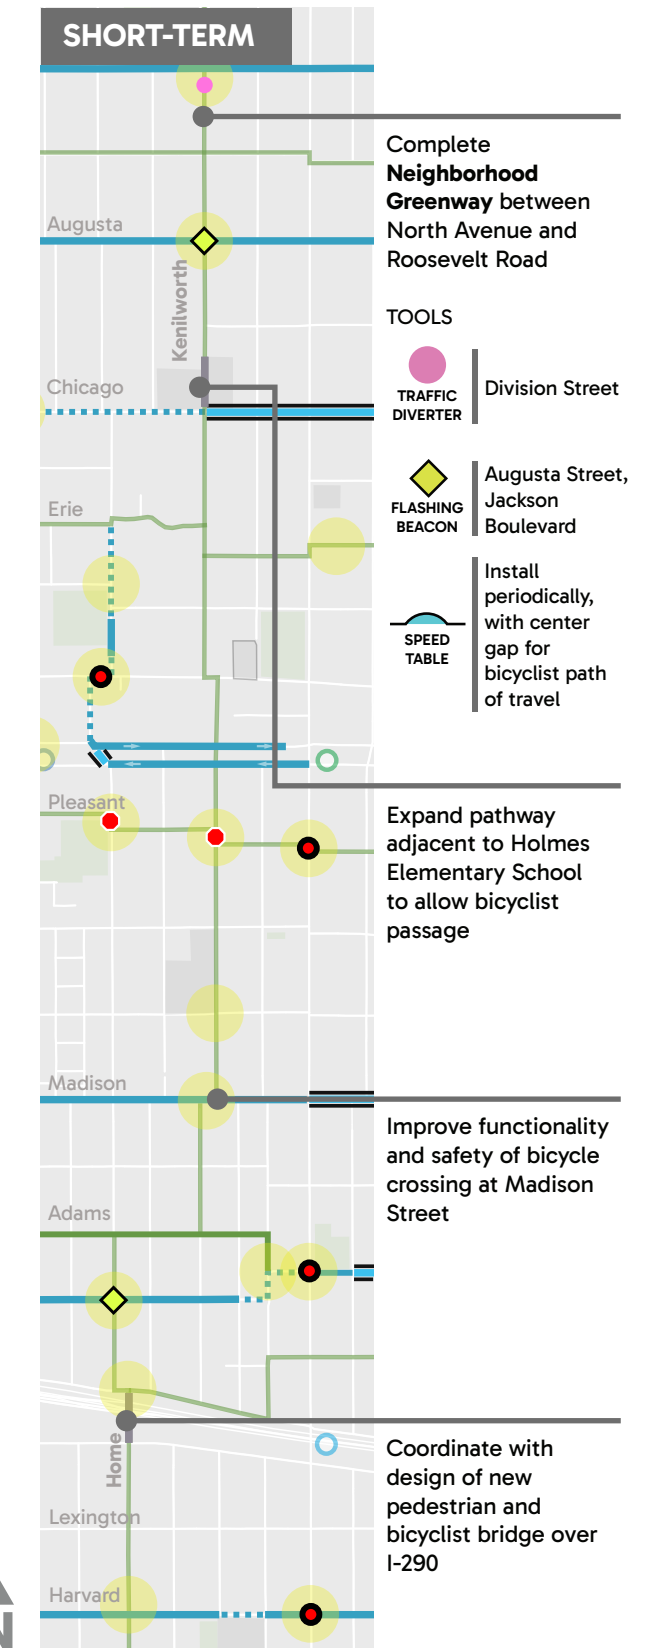 SHORT-TERM
Complete
Neighborhood
Greenway between
North Avenue and
Roosevelt Road
Augusta
Kenilworth
TOOLS
TRAFFIC
DIVERTER
Division Street
Chicago
FLASHING
BEACON
Augusta Street,
Jackson
Boulevard
Erie
SPEED
TABLE
Install
periodically,
with center
gap for
bicyclist path
of travel
Pleasant
Expand pathway
adjacent to Holmes
Elementary School
to allow bicyclist
passage
Madison
Improve functionality
and safety of bicycle
crossing at Madison
Street
Adams
Home
Coordinate with
design of new
pedestrian and
bicyclist bridge over
I-290
Lexington
Harvard
N